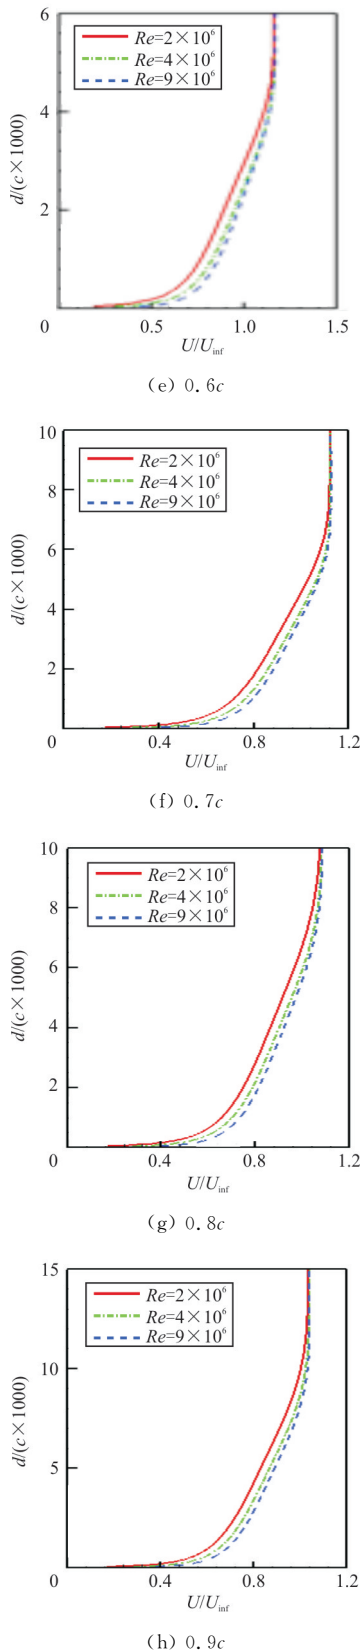 6
Re=2×10⁶
Re=4×10⁶
Re=9×10⁶
4
d/(c×1000)
2
0
0.5
1.0
1.5
U/U_inf
(e) 0.6c
10
Re=2×10⁶
Re=4×10⁶
Re=9×10⁶
8
6
d/(c×1000)
4
2
0
0.4
0.8
1.2
U/U_inf
(f) 0.7c
10
Re=2×10⁶
Re=4×10⁶
Re=9×10⁶
8
6
d/(c×1000)
4
2
0
0.4
0.8
1.2
U/U_inf
(g) 0.8c
15
Re=2×10⁶
Re=4×10⁶
Re=9×10⁶
10
d/(c×1000)
5
0
0.4
0.8
1.2
U/U_inf
(h) 0.9c